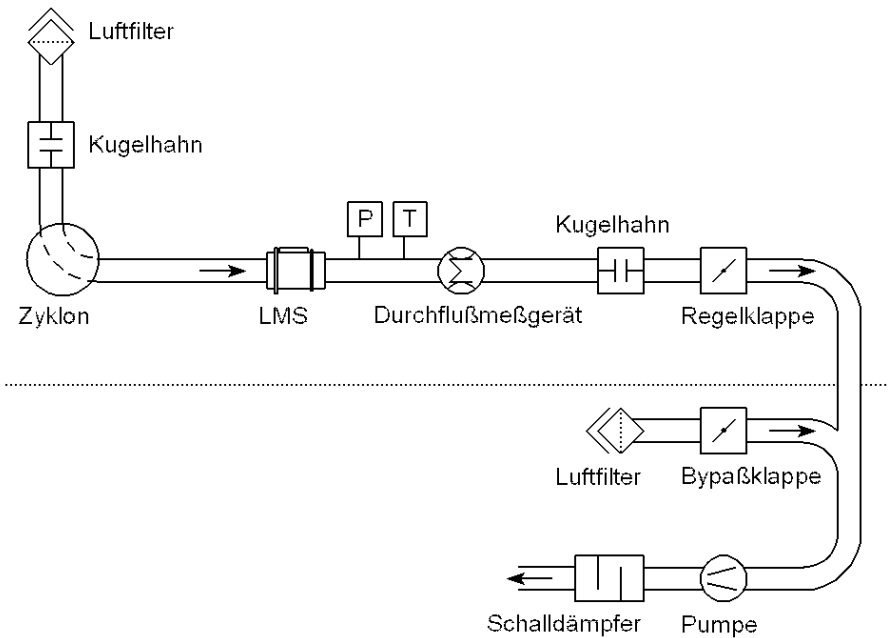 Luftfilter
Kugelhahn
P T
Kugelhahn
Zyklon
LMS
Durchflußmeßgerät
Regelklappe
Luftfilter
Bypaßklappe
Schalldämpfer
Pumpe